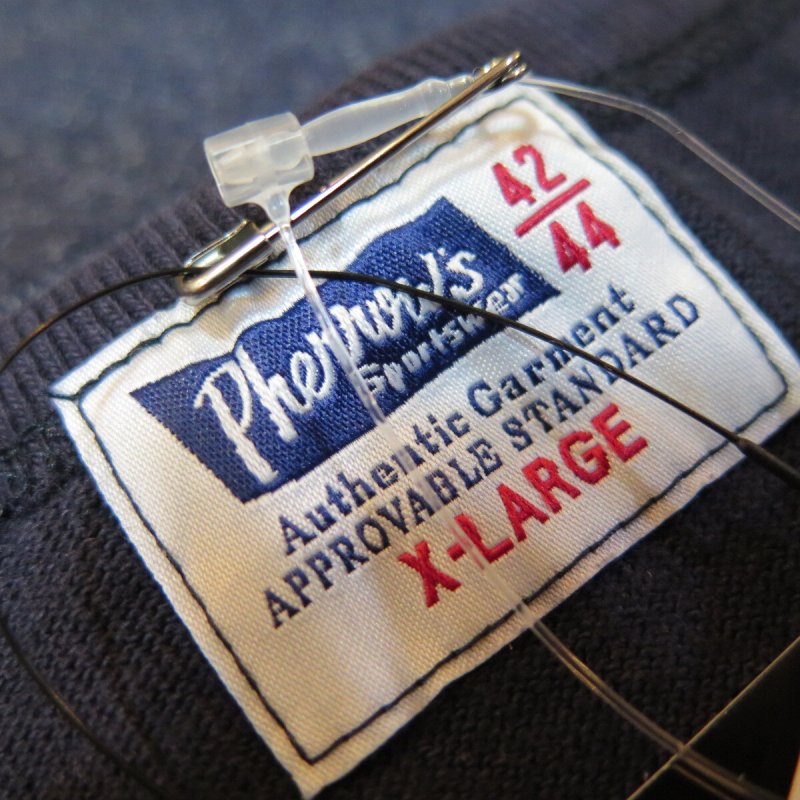 42
44
Pherrow's
Sportswear
Authentic Garment
APPROVABLE STANDARD
X-LARGE